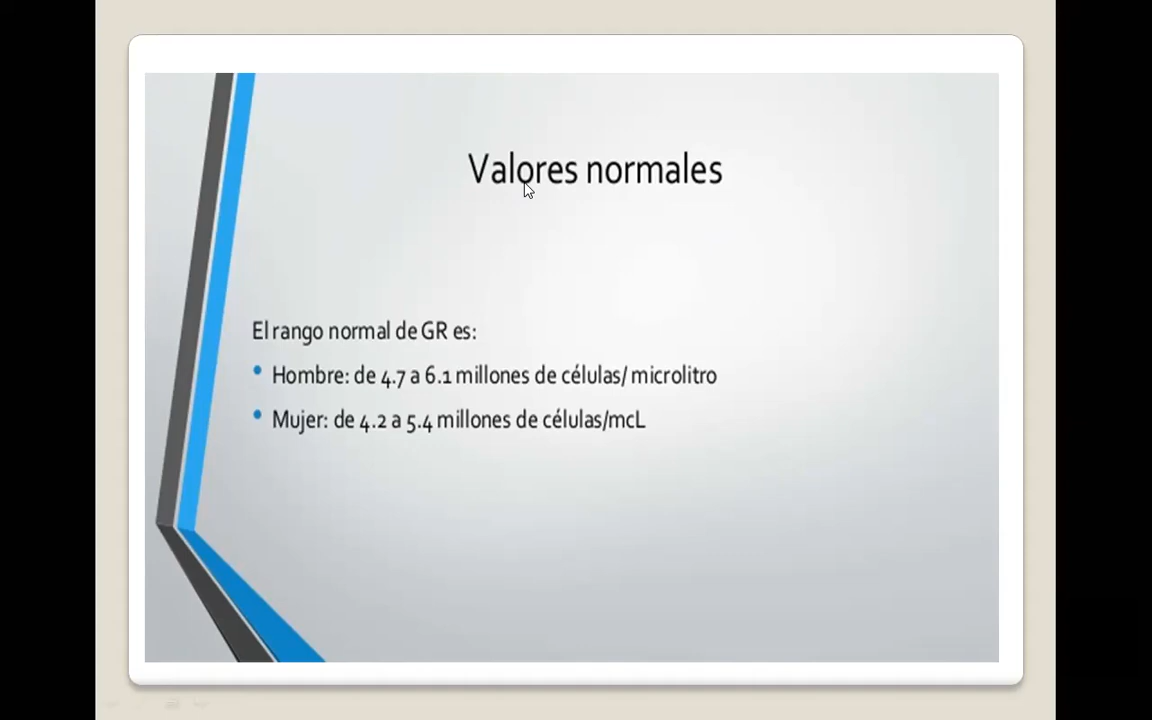 Valores normales
El rango normal de GR es:
• Hombre: de 4.7 a 6.1 millones de células/ microlitro
• Mujer: de 4.2 a 5.4 millones de células/mcL